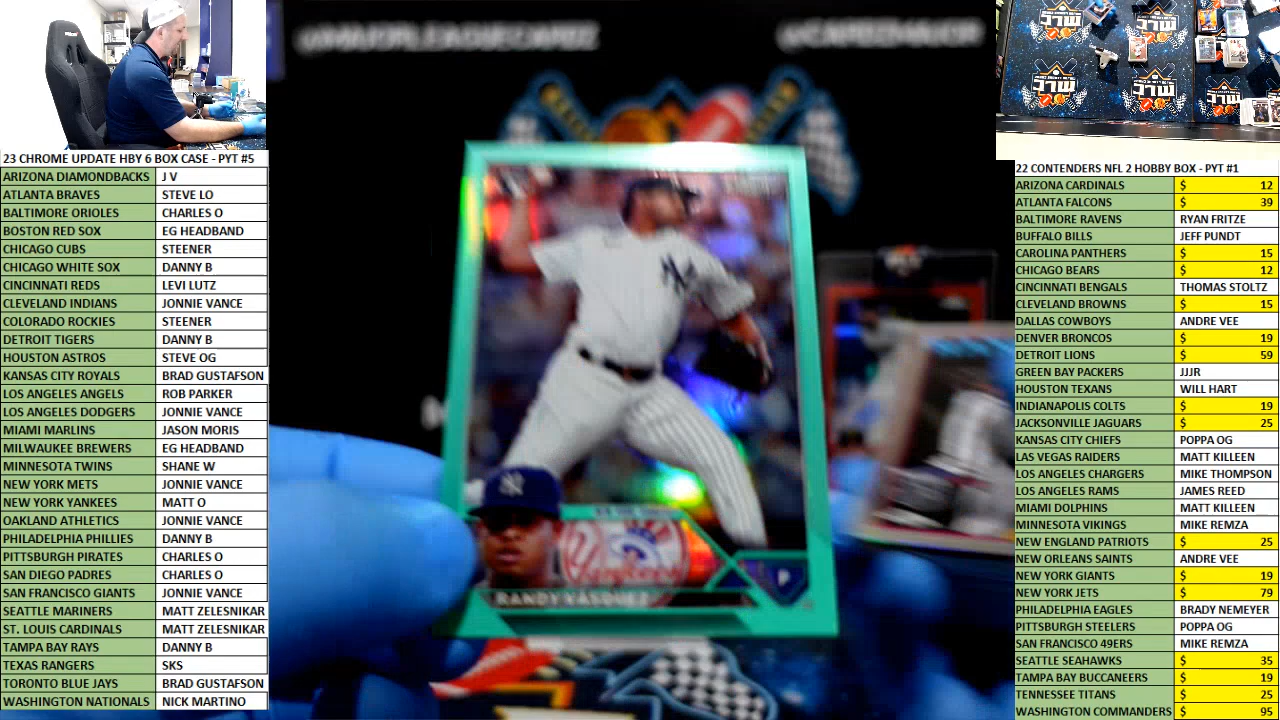 23 CHROME UPDATE HBY 6 BOX CASE - PYT #5
ARIZONA DIAMONDBACKS J V
ATLANTA BRAVES STEVE LO
BALTIMORE ORIOLES CHARLES O
BOSTON RED SOX EG HEADBAND
CHICAGO CUBS STEENER
CHICAGO WHITE SOX DANNY B
CINCINNATI REDS LEVI LUTZ
CLEVELAND INDIANS JONNIE VANCE
COLORADO ROCKIES STEENER
DETROIT TIGERS DANNY B
HOUSTON ASTROS STEVE OG
KANSAS CITY ROYALS BRAD GUSTAFSON
LOS ANGELES ANGELS ROB PARKER
LOS ANGELES DODGERS JONNIE VANCE
MIAMI MARLINS JASON MORIS
MILWAUKEE BREWERS EG HEADBAND
MINNESOTA TWINS SHANE W
NEW YORK METS JONNIE VANCE
NEW YORK YANKEES MATT O
OAKLAND ATHLETICS JONNIE VANCE
PHILADELPHIA PHILLIES DANNY B
PITTSBURGH PIRATES CHARLES O
SAN DIEGO PADRES CHARLES O
SAN FRANCISCO GIANTS JONNIE VANCE
SEATTLE MARINERS MATT ZELESNIKAR
ST. LOUIS CARDINALS MATT ZELESNIKAR
TAMPA BAY RAYS DANNY B
TEXAS RANGERS SKS
TORONTO BLUE JAYS BRAD GUSTAFSON
WASHINGTON NATIONALS NICK MARTINO
RANDY VÁSQUEZ
P
22 CONTENDERS NFL 2 HOBBY BOX - PYT #1
ARIZONA CARDINALS $ 12
ATLANTA FALCONS $ 39
BALTIMORE RAVENS RYAN FRITZE
BUFFALO BILLS JEFF PUNDT
CAROLINA PANTHERS $ 15
CHICAGO BEARS $ 12
CINCINNATI BENGALS THOMAS STOLTZ
CLEVELAND BROWNS $ 15
DALLAS COWBOYS ANDRE VEE
DENVER BRONCOS $ 19
DETROIT LIONS $ 59
GREEN BAY PACKERS JJJR
HOUSTON TEXANS WILL HART
INDIANAPOLIS COLTS $ 19
JACKSONVILLE JAGUARS $ 25
KANSAS CITY CHIEFS POPPA OG
LAS VEGAS RAIDERS MATT KILLEEN
LOS ANGELES CHARGERS MIKE THOMPSON
LOS ANGELES RAMS JAMES REED
MIAMI DOLPHINS MATT KILLEEN
MINNESOTA VIKINGS MIKE REMZA
NEW ENGLAND PATRIOTS $ 25
NEW ORLEANS SAINTS ANDRE VEE
NEW YORK GIANTS $ 19
NEW YORK JETS $ 79
PHILADELPHIA EAGLES BRADY NEMEYER
PITTSBURGH STEELERS POPPA OG
SAN FRANCISCO 49ERS MIKE REMZA
SEATTLE SEAHAWKS $ 35
TAMPA BAY BUCCANEERS $ 19
TENNESSEE TITANS $ 25
WASHINGTON COMMANDERS $ 95